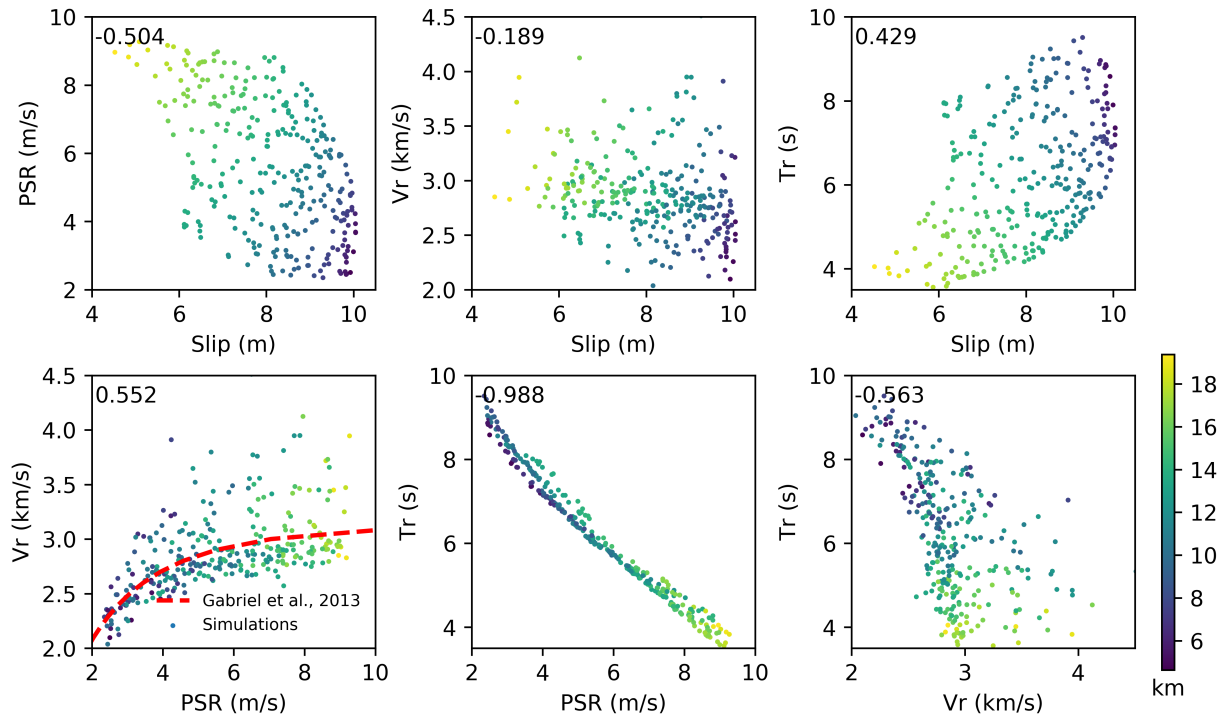 -0.504
10
8
6
4
2
PSR (m/s)
4 6 8 10
Slip (m)
-0.189
4.5
4.0
3.5
3.0
2.5
2.0
Vr (km/s)
4 6 8 10
Slip (m)
0.429
10
8
6
4
Tr (s)
4 6 8 10
Slip (m)
0.552
4.5
4.0
3.5
3.0
2.5
2.0
Vr (km/s)
Gabriel et al., 2013
Simulations
2 4 6 8 10
PSR (m/s)
-0.988
10
8
6
4
Tr (s)
2 4 6 8 10
PSR (m/s)
-0.563
10
8
6
4
Tr (s)
2 3 4
Vr (km/s)
18
16
14
12
10
8
6
km